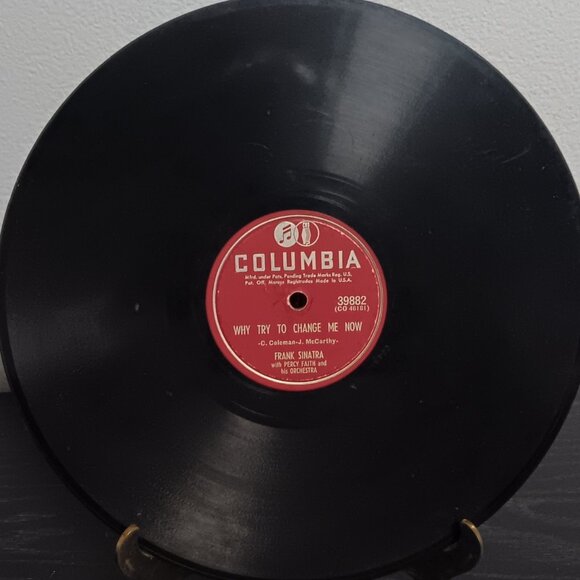 COLUMBIA
Mfrd. under Pats. Pending Trade Marks Reg. U.S.
Pat. Off. Marcas Registradas Made in U.S.A.
39882
(CO 48181)
WHY TRY TO CHANGE ME NOW
-C. Coleman-J. McCarthy-
FRANK SINATRA
with PERCY FAITH and
his ORCHESTRA